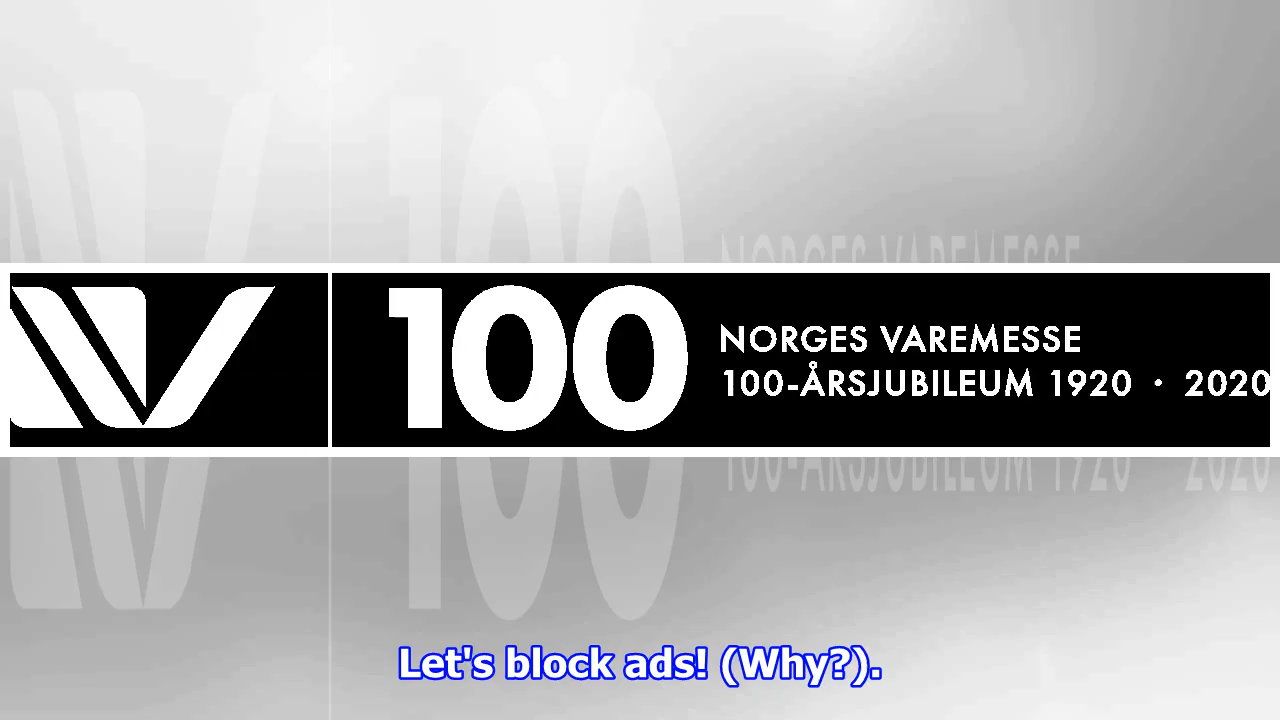 100
NORGES VAREMESSE
100-ÅRSJUBILEUM 1920 · 2020
Let's block ads! (Why?).